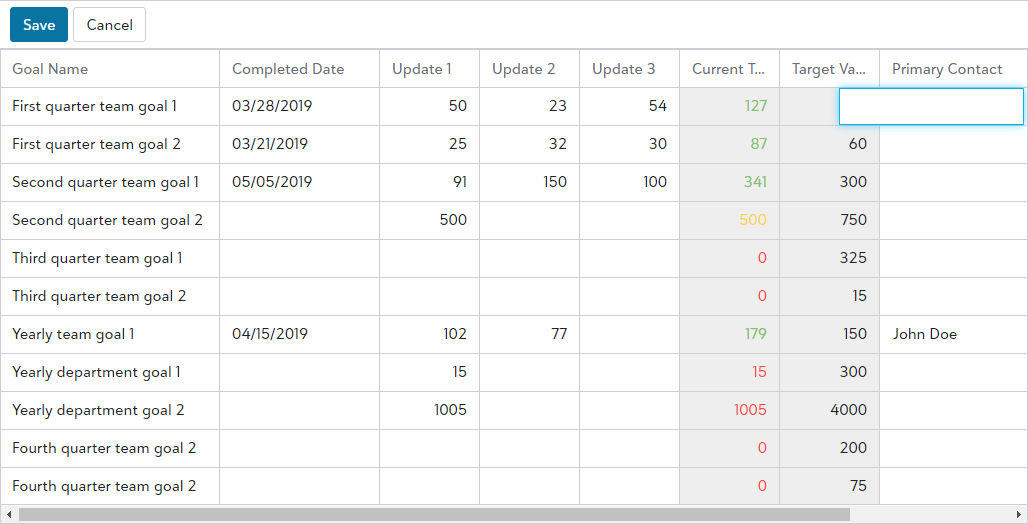 Save Cancel
Goal Name Completed Date Update 1 Update 2 Update 3 Current T... Target Va... Primary Contact
First quarter team goal 1 03/28/2019 50 23 54 127
First quarter team goal 2 03/21/2019 25 32 30 87 60
Second quarter team goal 1 05/05/2019 91 150 100 341 300
Second quarter team goal 2 500 500 750
Third quarter team goal 1 0 325
Third quarter team goal 2 0 15
Yearly team goal 1 04/15/2019 102 77 179 150 John Doe
Yearly department goal 1 15 15 300
Yearly department goal 2 1005 1005 4000
Fourth quarter team goal 2 0 200
Fourth quarter team goal 2 0 75